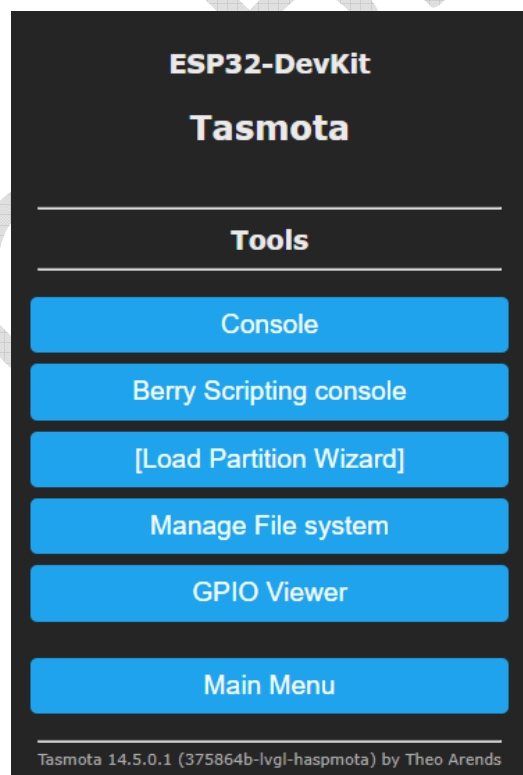 ESP32-DevKit
Tasmota
Tools
Console
Berry Scripting console
[Load Partition Wizard]
Manage File system
GPIO Viewer
Main Menu
Tasmota 14.5.0.1 (375864b-lvgl-haspmota) by Theo Arends